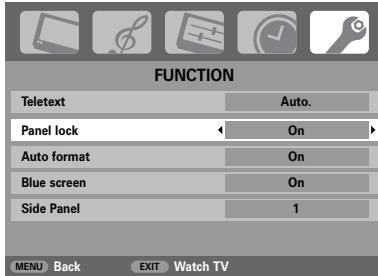 FUNCTION
Teletext Auto.
Panel lock On
Auto format On
Blue screen On
Side Panel 1
MENU Back EXIT Watch TV